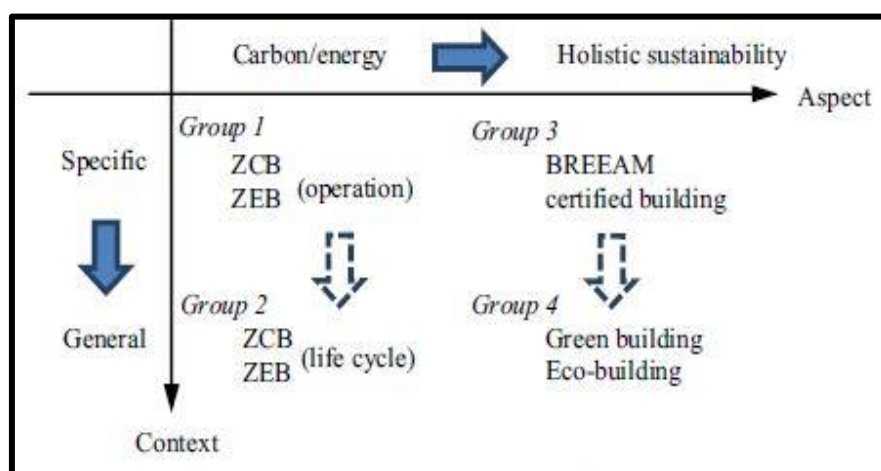 Carbon/energy
Holistic sustainability
Aspect
Group 1
Group 3
Specific
ZCB
ZEB
(operation)
BREEAM
certified building
Group 2
Group 4
General
ZCB
ZEB
(life cycle)
Green building
Eco-building
Context